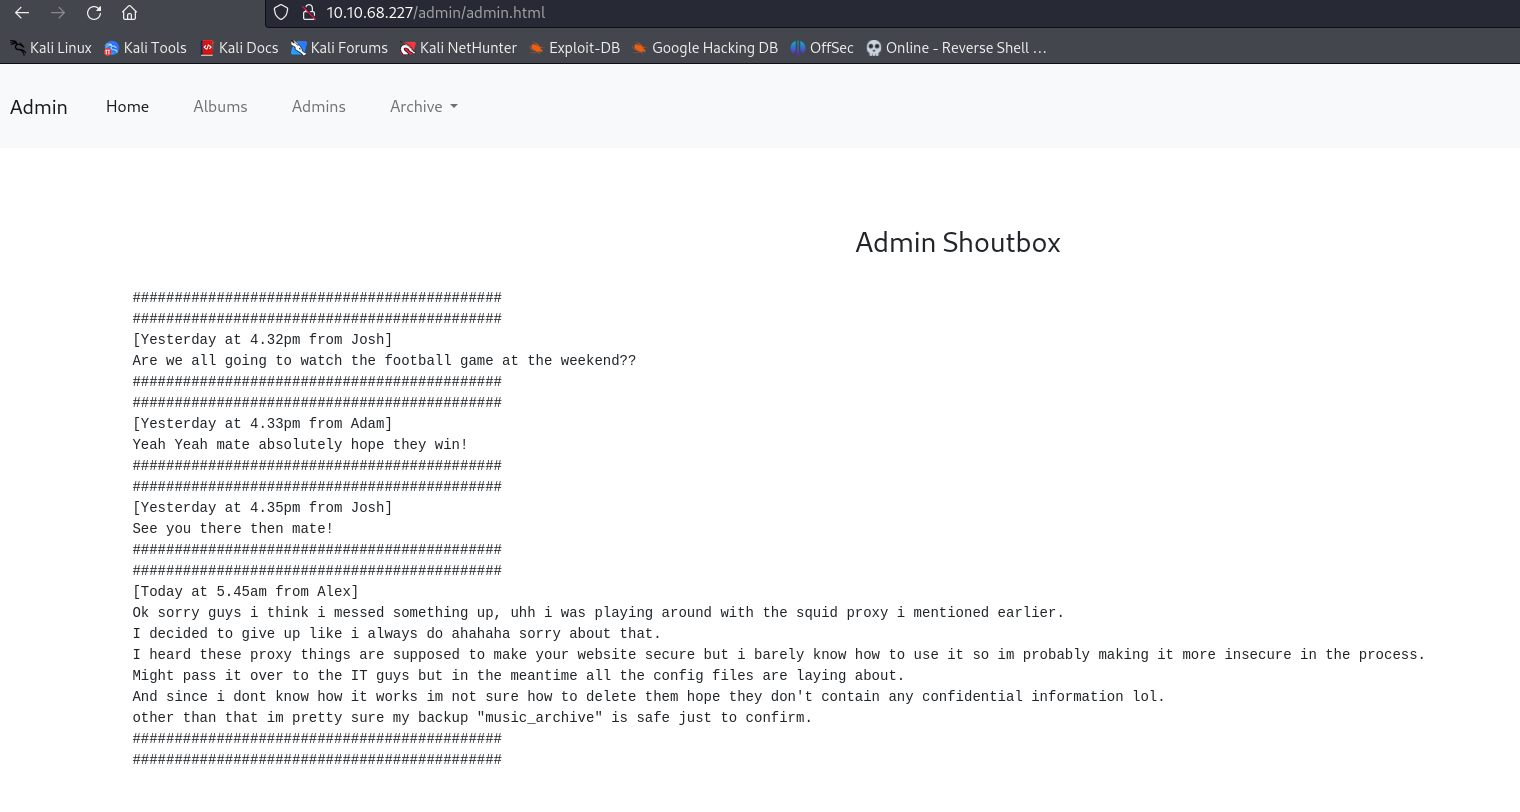 10.10.68.227/admin/admin.html
Kali Linux Kali Tools Kali Docs Kali Forums Kali NetHunter Exploit-DB Google Hacking DB OffSec Online - Reverse Shell …
Admin Home Albums Admins Archive
Admin Shoutbox
############################################
############################################
[Yesterday at 4.32pm from Josh]
Are we all going to watch the football game at the weekend??
############################################
############################################
[Yesterday at 4.33pm from Adam]
Yeah Yeah mate absolutely hope they win!
############################################
############################################
[Yesterday at 4.35pm from Josh]
See you there then mate!
############################################
############################################
[Today at 5.45am from Alex]
Ok sorry guys i think i messed something up, uhh i was playing around with the squid proxy i mentioned earlier.
I decided to give up like i always do ahahaha sorry about that.
I heard these proxy things are supposed to make your website secure but i barely know how to use it so im probably making it more insecure in the process.
Might pass it over to the IT guys but in the meantime all the config files are laying about.
And since i dont know how it works im not sure how to delete them hope they don't contain any confidential information lol.
other than that im pretty sure my backup "music_archive" is safe just to confirm.
############################################
############################################